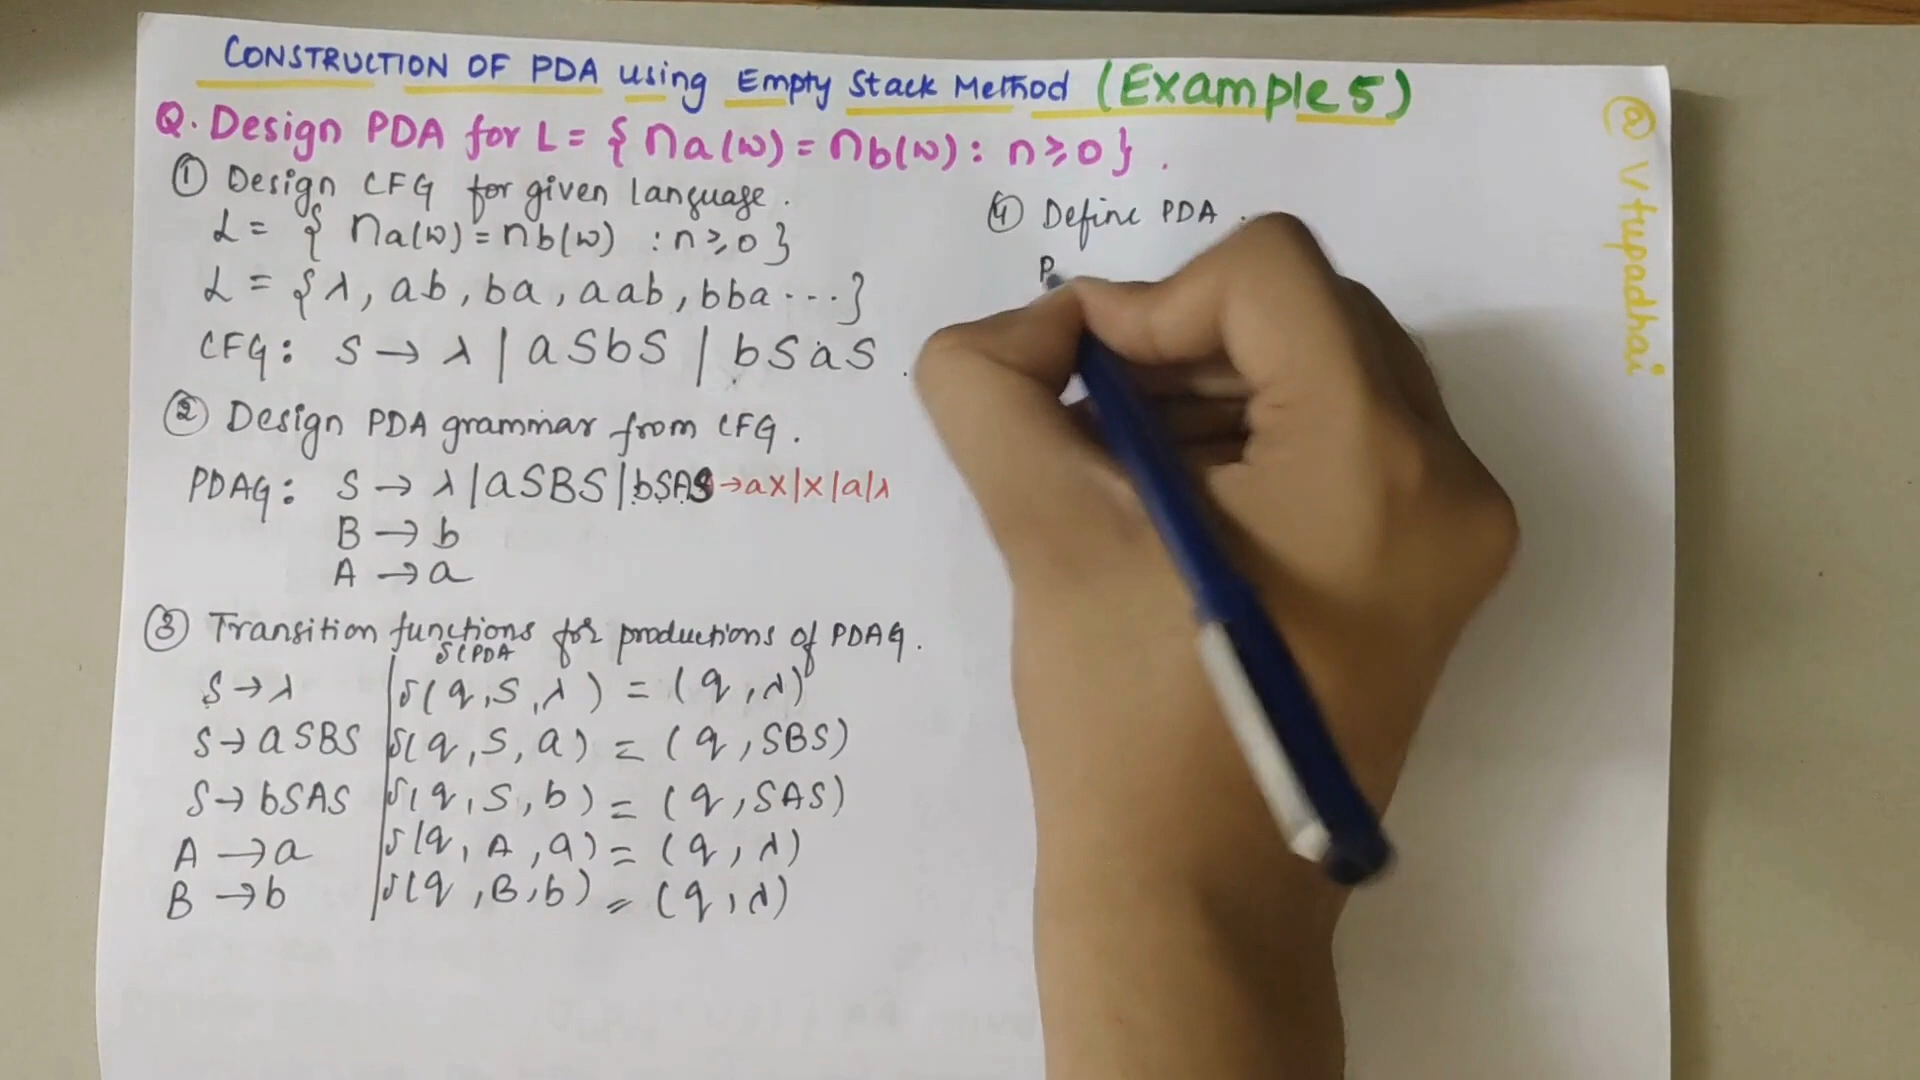 CONSTRUCTION OF PDA using Empty Stack Method (Example 5)
Q. Design PDA for L = { na(w) = nb(w) : n ≥ 0 } .
① Design CFG for given language .
L = { na(w) = nb(w) : n ≥ 0 }
L = { λ, ab, ba, aab, bba ... }
CFG : S → λ | aSbS | bSaS .
② Design PDA grammar from CFG .
PDAG : S → λ | aSBS | bSAS → ax | x | a | λ
B → b
A → a
③ Transition functions for productions of PDAG .
δ(PDA
S → λ | δ(q, S, λ) = (q, λ)
S → aSBS | δ(q, S, a) = (q, SBS)
S → bSAS | δ(q, S, b) = (q, SAS)
A → a | δ(q, A, a) = (q, λ)
B → b | δ(q, B, b) = (q, λ)
④ Define PDA .
P
@Vtupadhai